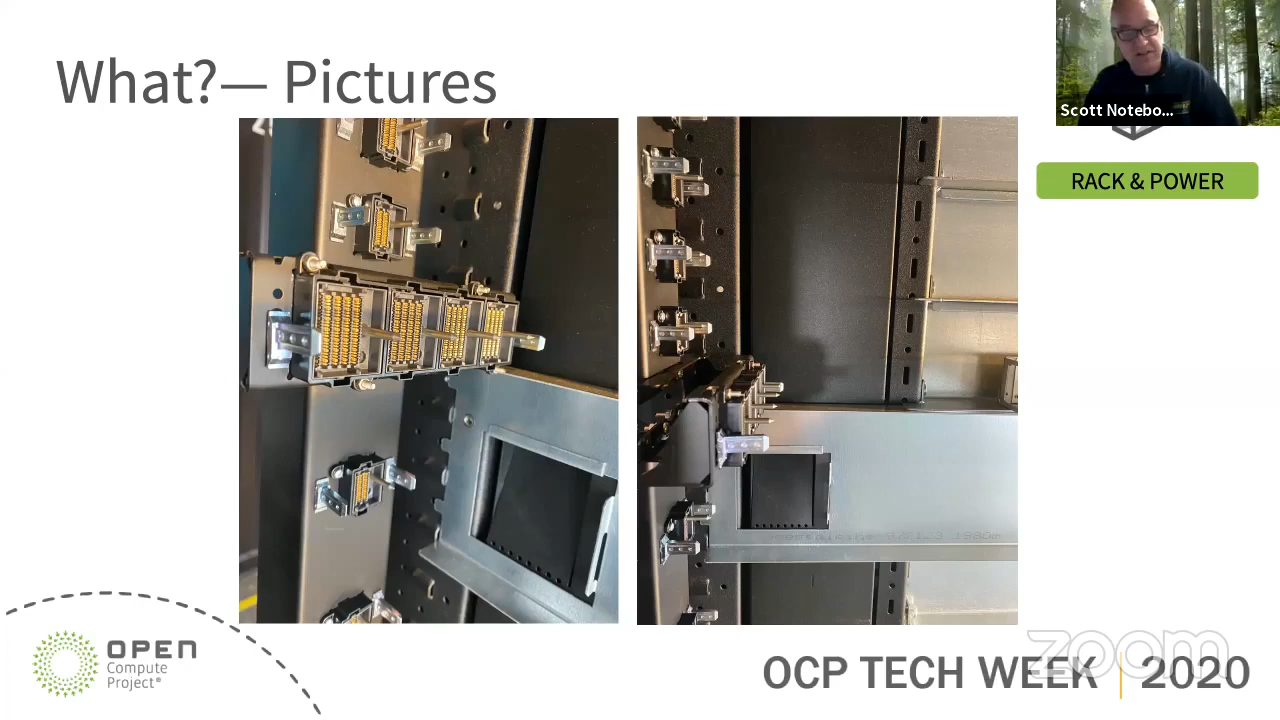 What?— Pictures
Scott Notebo...
RACK & POWER
OPEN
Compute
Project®
OCP TECH WEEK | 2020
zoom